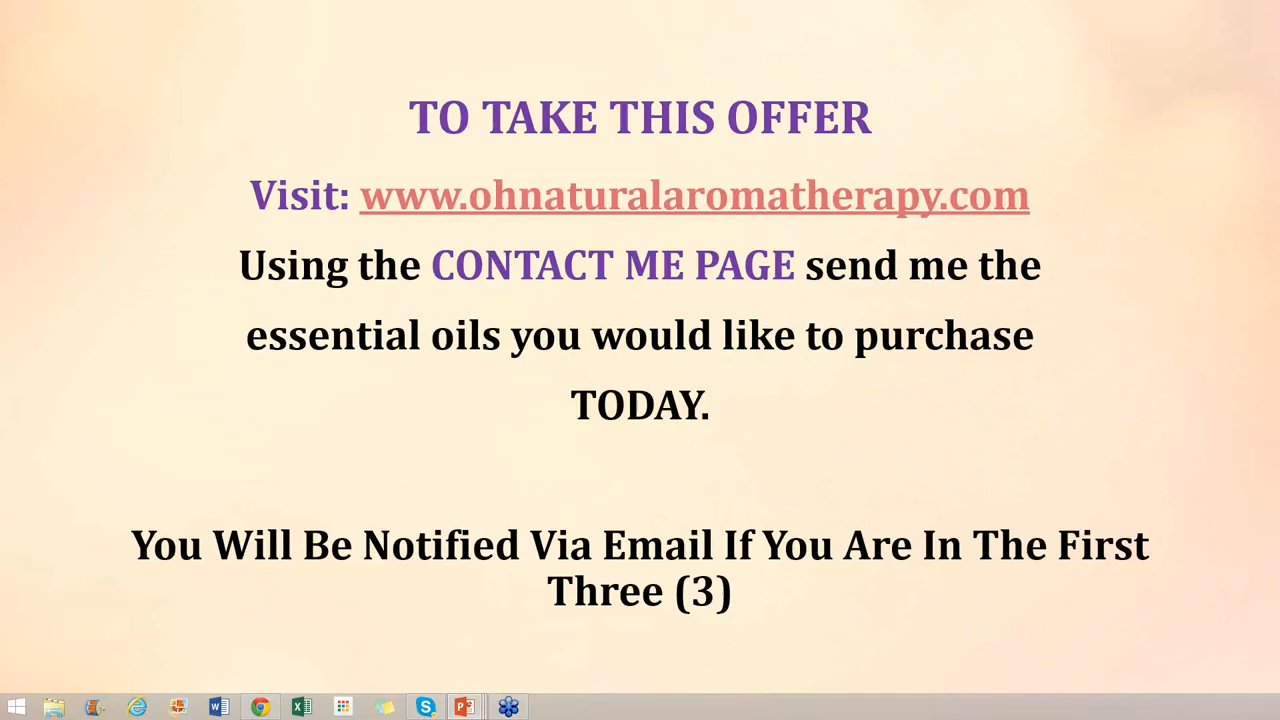 TO TAKE THIS OFFER
Visit: www.ohnaturalaromatherapy.com
Using the CONTACT ME PAGE send me the
essential oils you would like to purchase
TODAY.
You Will Be Notified Via Email If You Are In The First
Three (3)